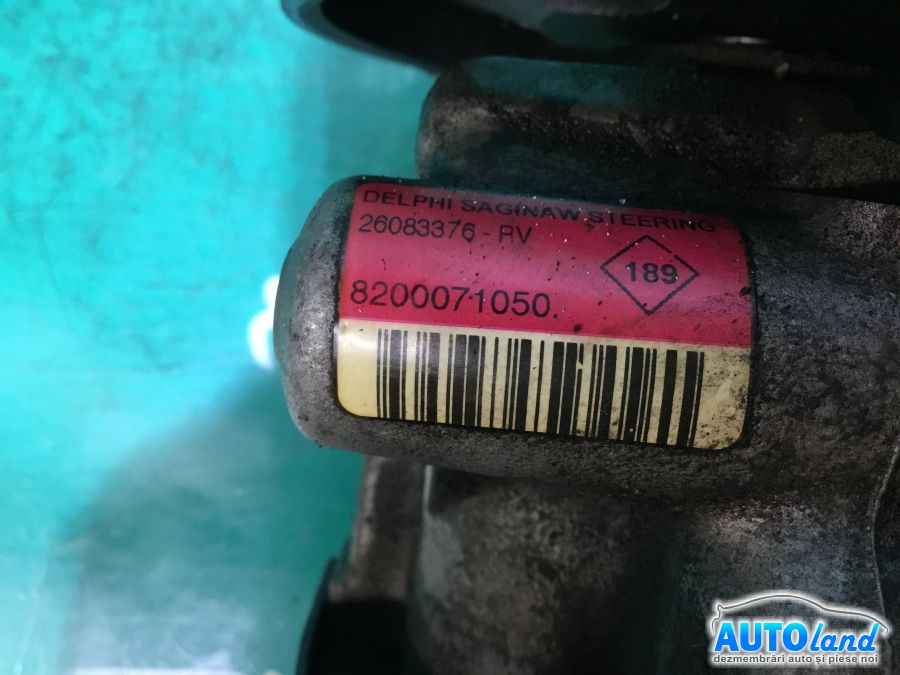 DELPHI SAGINAW STEERING
26083376 - RV
189
8200071050.
AUTOland
dezmembrări auto și piese noi